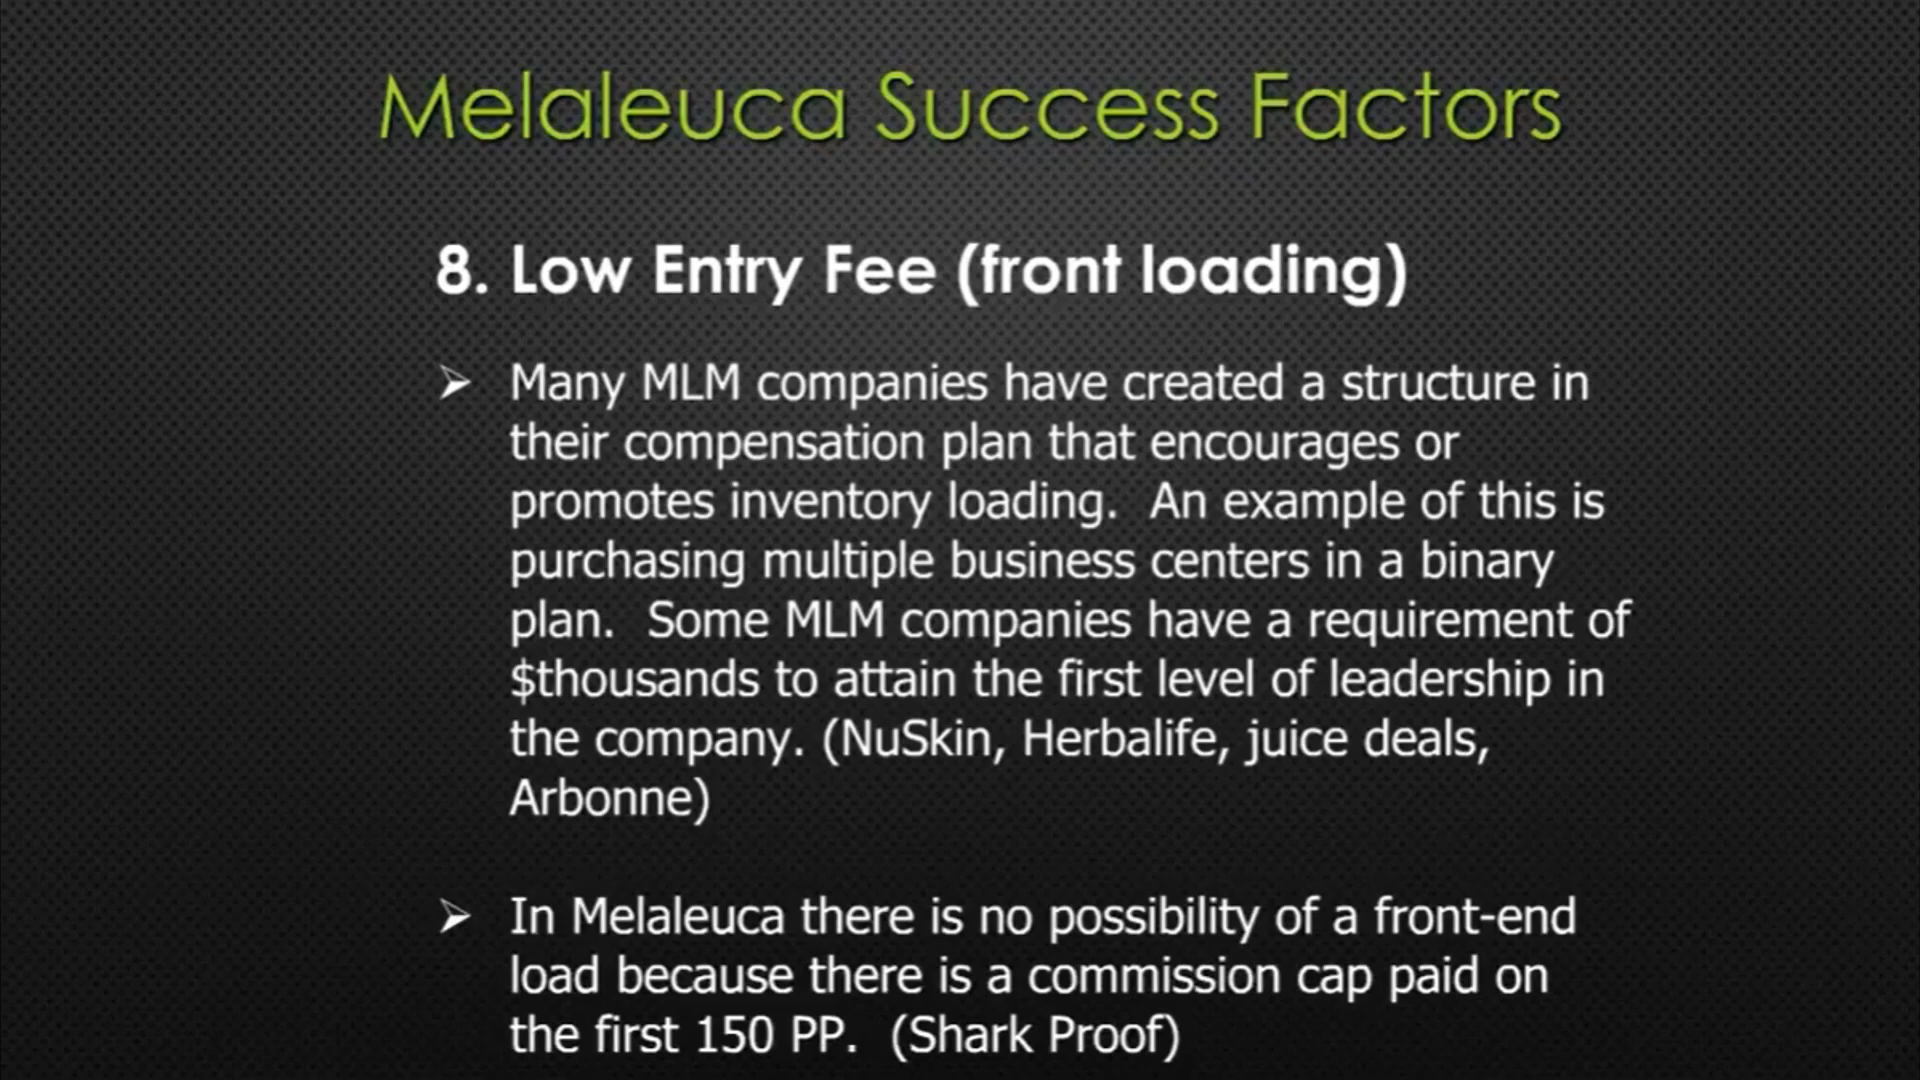 Melaleuca Success Factors
8. Low Entry Fee (front loading)
➢ Many MLM companies have created a structure in
their compensation plan that encourages or
promotes inventory loading.  An example of this is
purchasing multiple business centers in a binary
plan.  Some MLM companies have a requirement of
$thousands to attain the first level of leadership in
the company. (NuSkin, Herbalife, juice deals,
Arbonne)
➢ In Melaleuca there is no possibility of a front-end
load because there is a commission cap paid on
the first 150 PP.  (Shark Proof)